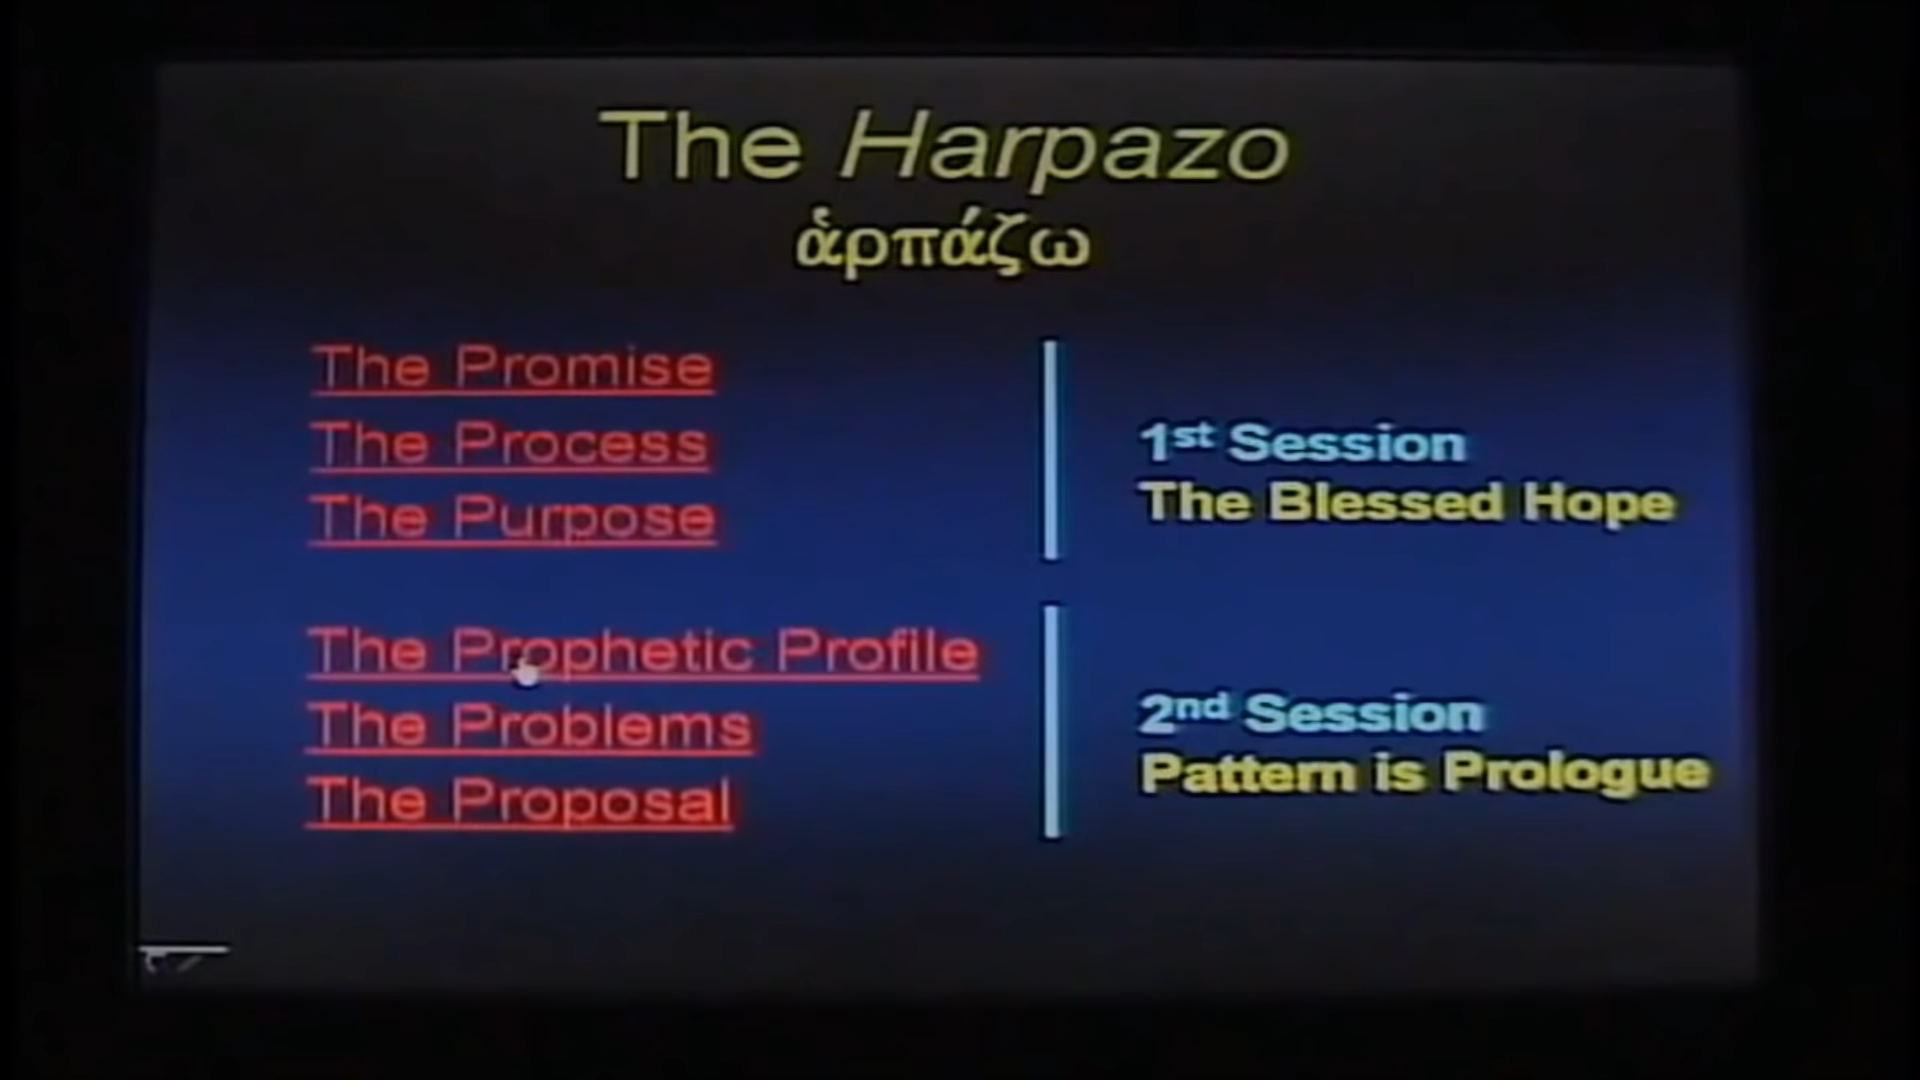 The Harpazo
ἁρπάζω
The Promise
The Process
The Purpose
1st Session
The Blessed Hope
The Prophetic Profile
The Problems
The Proposal
2nd Session
Pattern is Prologue